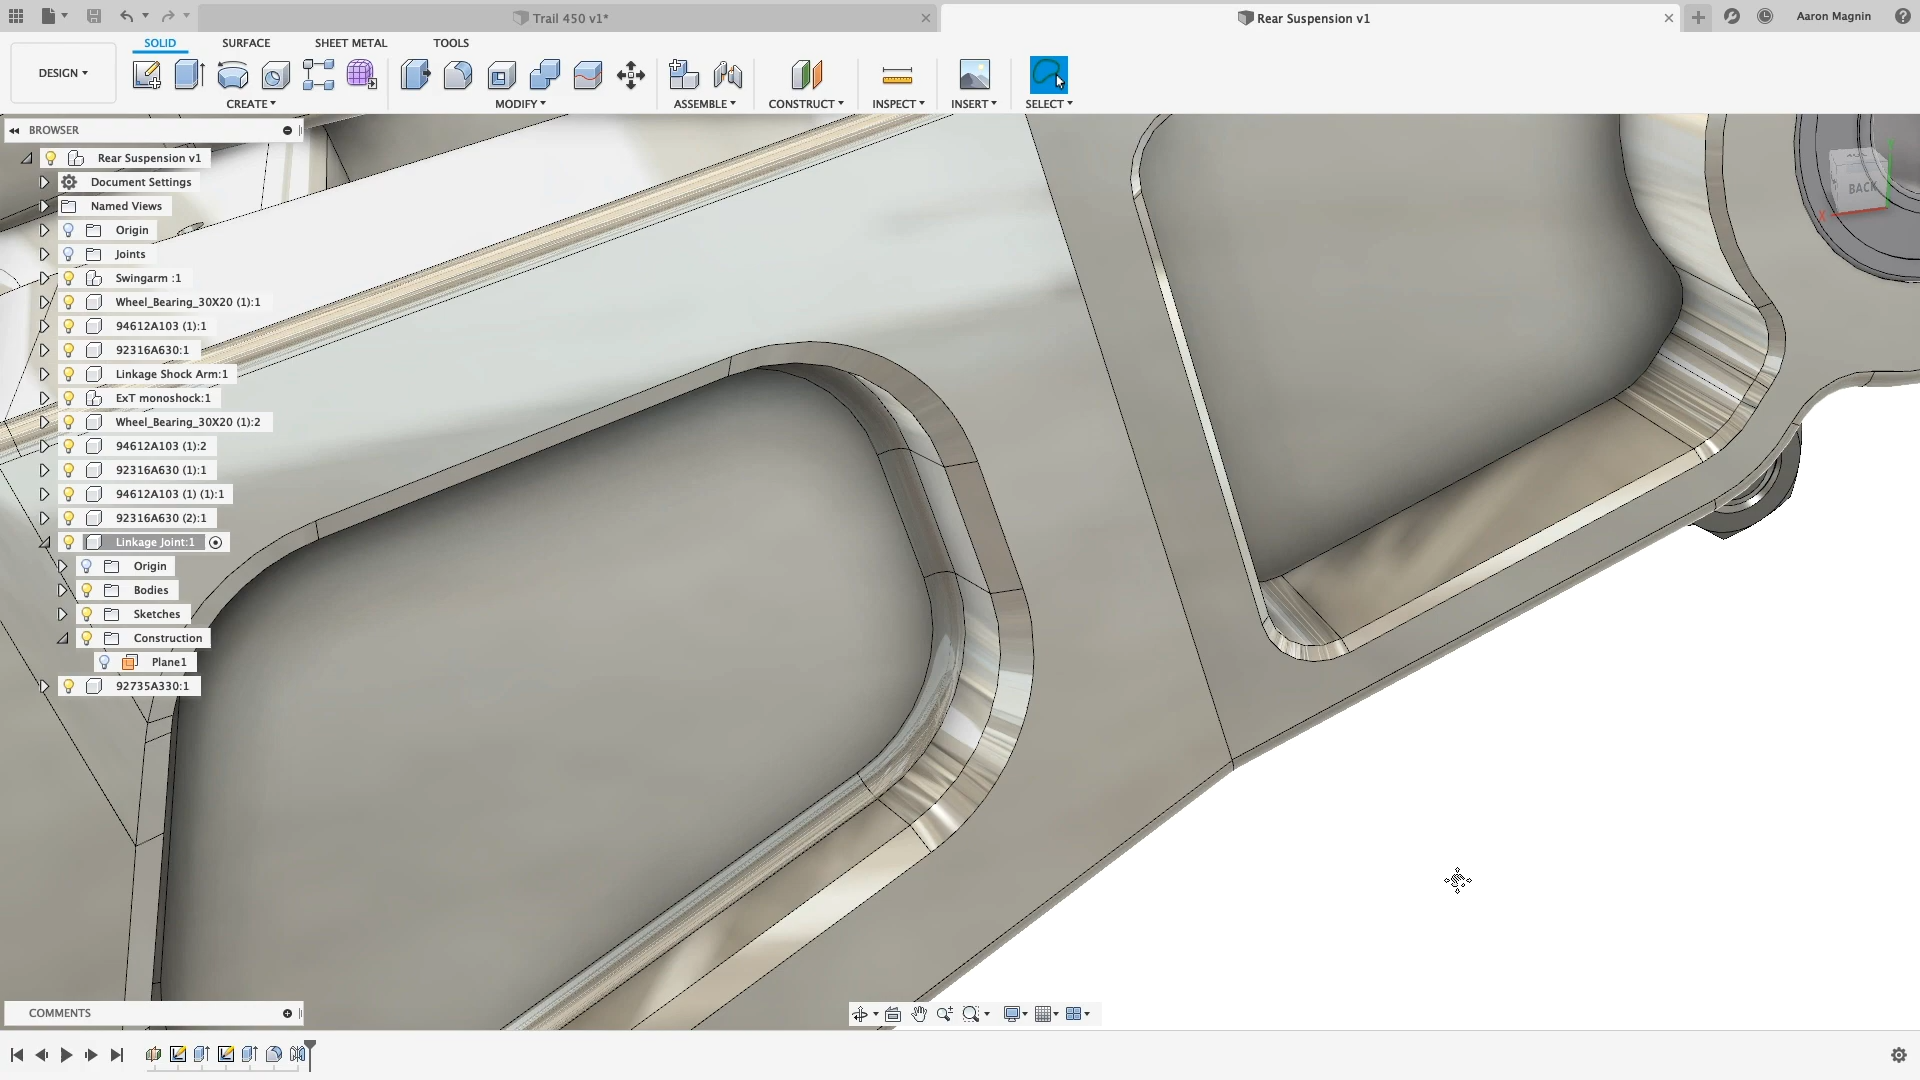 Trail 450 v1*
Rear Suspension v1
Aaron Magnin
DESIGN
SOLID
SURFACE
SHEET METAL
TOOLS
CREATE
MODIFY
ASSEMBLE
CONSTRUCT
INSPECT
INSERT
SELECT
BROWSER
Rear Suspension v1
Document Settings
Named Views
Origin
Joints
Swingarm :1
Wheel_Bearing_30X20 (1):1
94612A103 (1):1
92316A630:1
Linkage Shock Arm:1
ExT monoshock:1
Wheel_Bearing_30X20 (1):2
94612A103 (1):2
92316A630 (1):1
94612A103 (1) (1):1
92316A630 (2):1
Linkage Joint:1
Origin
Bodies
Sketches
Construction
Plane1
92735A330:1
BACK
X
Y
COMMENTS